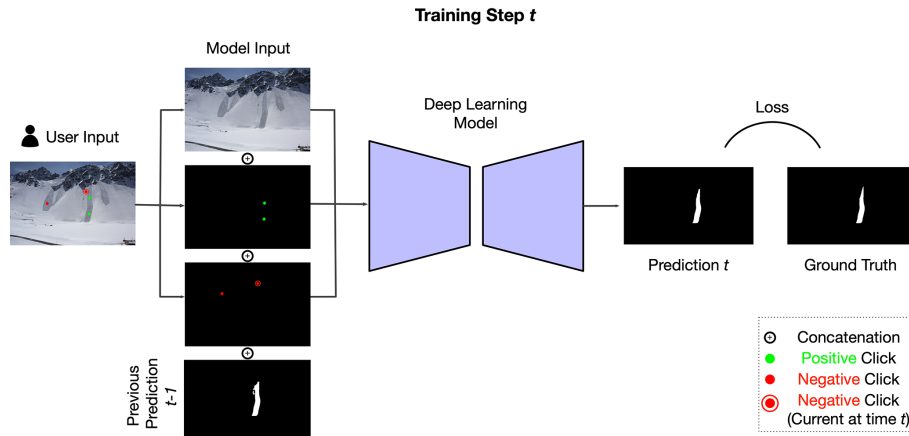 Training Step t
Model Input
User Input
Deep Learning
Model
Loss
Prediction t
Ground Truth
Previous
Prediction
t-1
Concatenation
Positive Click
Negative Click
Negative Click
(Current at time t)